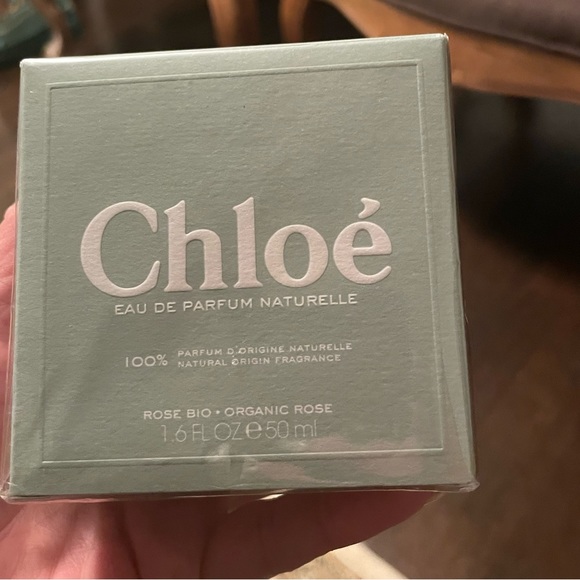 Chloé
EAU DE PARFUM NATURELLE
100% PARFUM D'ORIGINE NATURELLE
NATURAL ORIGIN FRAGRANCE
ROSE BIO • ORGANIC ROSE
1.6 FL OZ ℮ 50 ml